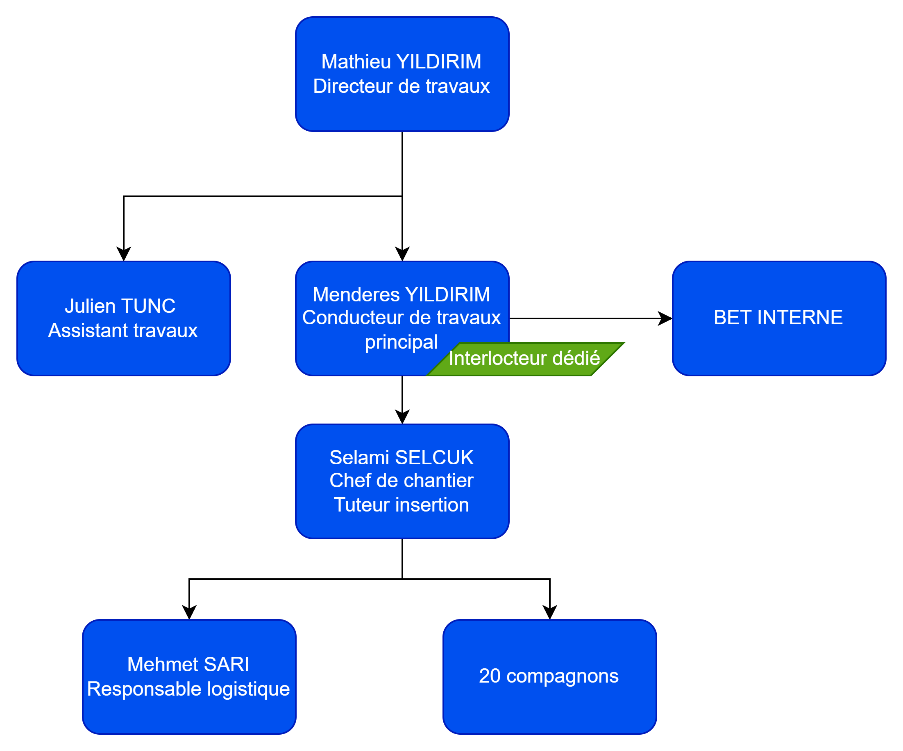 Mathieu YILDIRIM
Directeur de travaux
Julien TUNC
Assistant travaux
Menderes YILDIRIM
Conducteur de travaux
principal
Interlocteur dédié
BET INTERNE
Selami SELCUK
Chef de chantier
Tuteur insertion
Mehmet SARI
Responsable logistique
20 compagnons